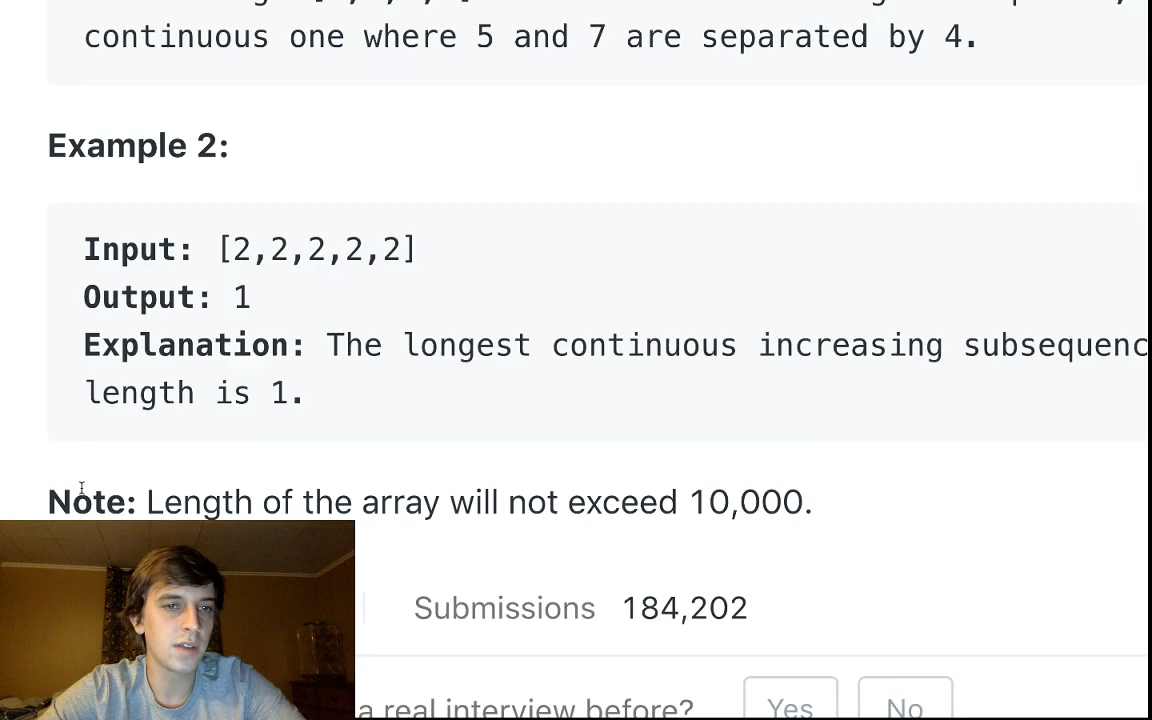 continuous one where 5 and 7 are separated by 4.
Example 2:
Input: [2,2,2,2,2]
Output: 1
Explanation: The longest continuous increasing subsequenc
length is 1.
Note: Length of the array will not exceed 10,000.
Submissions 184,202
a real interview before? Yes No